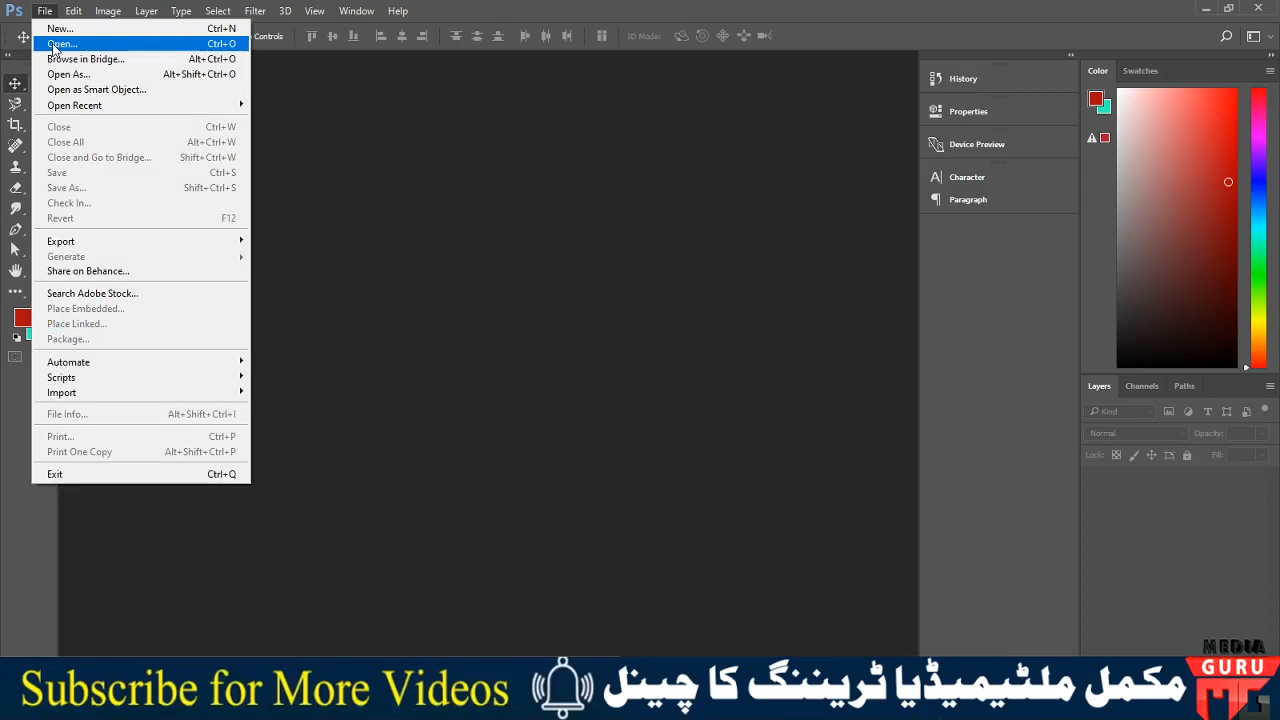 Ps File Edit Image Layer Type Select Filter 3D View Window Help
Controls 3D Mode:
New... Ctrl+N
Open... Ctrl+O
Browse in Bridge... Alt+Ctrl+O
Open As... Alt+Shift+Ctrl+O
Open as Smart Object...
Open Recent
Close Ctrl+W
Close All Alt+Ctrl+W
Close and Go to Bridge... Shift+Ctrl+W
Save Ctrl+S
Save As... Shift+Ctrl+S
Check In...
Revert F12
Export
Generate
Share on Behance...
Search Adobe Stock...
Place Embedded...
Place Linked...
Package...
Automate
Scripts
Import
File Info... Alt+Shift+Ctrl+I
Print... Ctrl+P
Print One Copy Alt+Shift+Ctrl+P
Exit Ctrl+Q
History
Properties
Device Preview
Character
Paragraph
Color Swatches
Layers Channels Paths
Kind
Normal Opacity:
Lock: Fill:
Subscribe for More Videos
مکمل ملٹیمیڈیا ٹریننگ کا چینل
MEDIA
GURU
MG